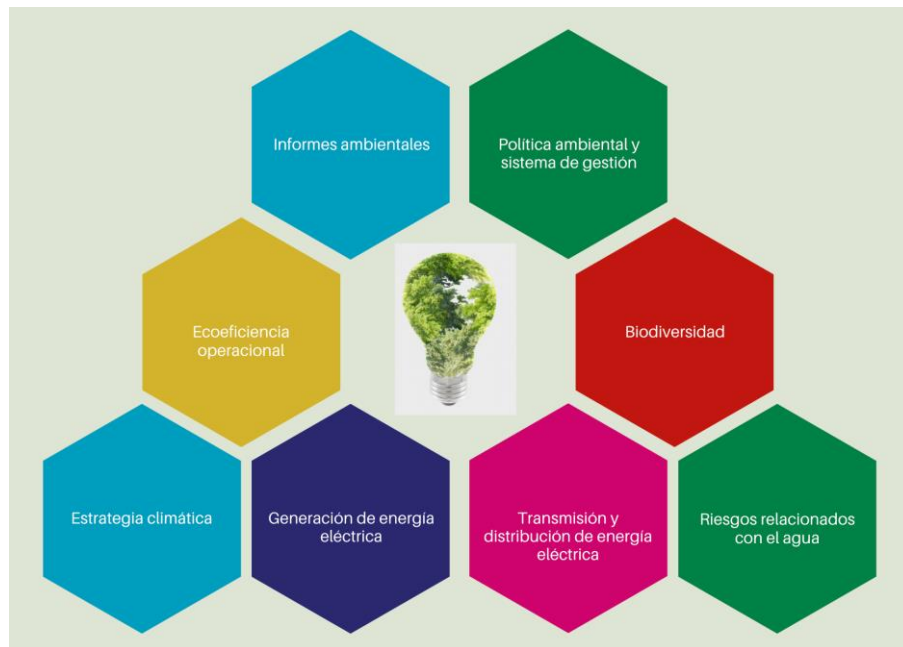 Informes ambientales
Política ambiental y
sistema de gestión
Ecoeficiencia
operacional
Biodiversidad
Estrategia climática
Generación de energía
eléctrica
Transmisión y
distribución de energía
eléctrica
Riesgos relacionados
con el agua